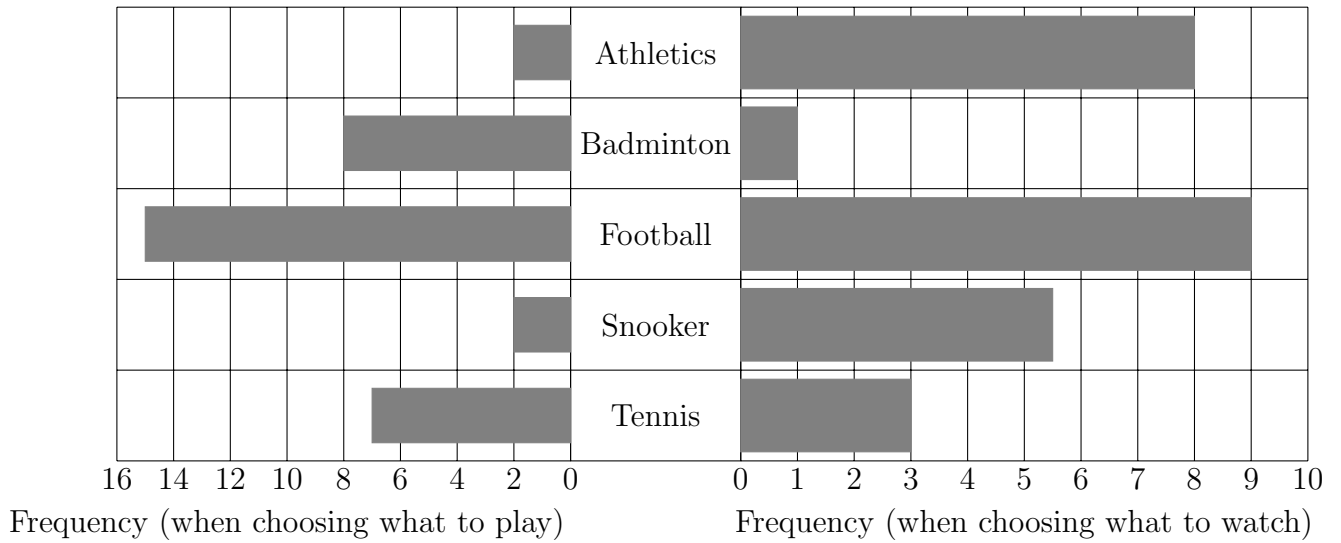 Athletics
Badminton
Football
Snooker
Tennis
16 14 12 10 8 6 4 2 0 0 1 2 3 4 5 6 7 8 9 10
Frequency (when choosing what to play) Frequency (when choosing what to watch)